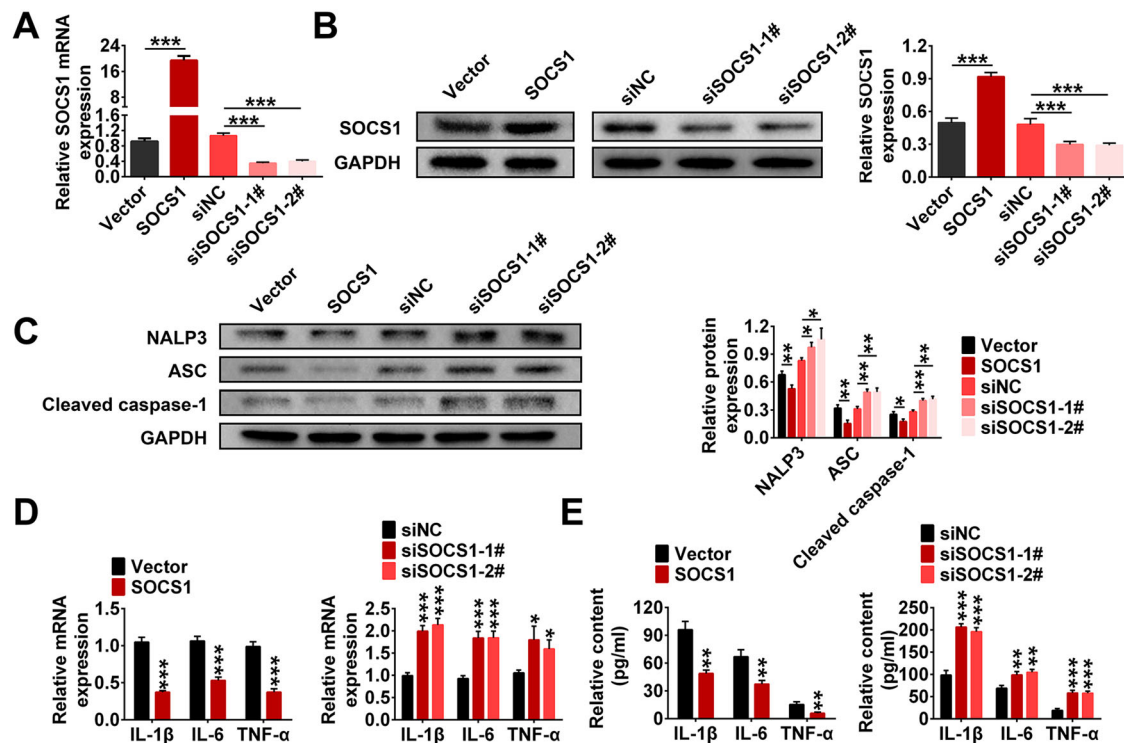 A
Relative SOCS1 mRNA
expression
24
20
16
12
1.2
0.8
0.4
0.0
***
***
***
Vector
SOCS1
siNC
siSOCS1-1#
siSOCS1-2#
B
Vector
SOCS1
siNC
siSOCS1-1#
siSOCS1-2#
SOCS1
GAPDH
Relative SOCS1
expression
1.2
0.9
0.6
0.3
0.0
***
***
***
Vector
SOCS1
siNC
siSOCS1-1#
siSOCS1-2#
C
Vector
SOCS1
siNC
siSOCS1-1#
siSOCS1-2#
NALP3
ASC
Cleaved caspase-1
GAPDH
Relative protein
expression
1.2
0.9
0.6
0.3
0.0
**
*
*
**
**
**
*
**
**
NALP3
ASC
Cleaved caspase-1
Vector
SOCS1
siNC
siSOCS1-1#
siSOCS1-2#
D
Vector
SOCS1
Relative mRNA
expression
1.5
1.2
0.9
0.6
0.3
0.0
***
***
***
IL-1β IL-6 TNF-α
siNC
siSOCS1-1#
siSOCS1-2#
Relative mRNA
expression
2.5
2.0
1.5
1.0
0.5
0.0
***
***
***
***
*
*
IL-1β IL-6 TNF-α
E
Vector
SOCS1
Relative content
(pg/ml)
120
90
60
30
0
**
**
**
IL-1β IL-6 TNF-α
siNC
siSOCS1-1#
siSOCS1-2#
Relative content
(pg/ml)
250
200
150
100
50
0
***
***
**
**
***
***
IL-1β IL-6 TNF-α